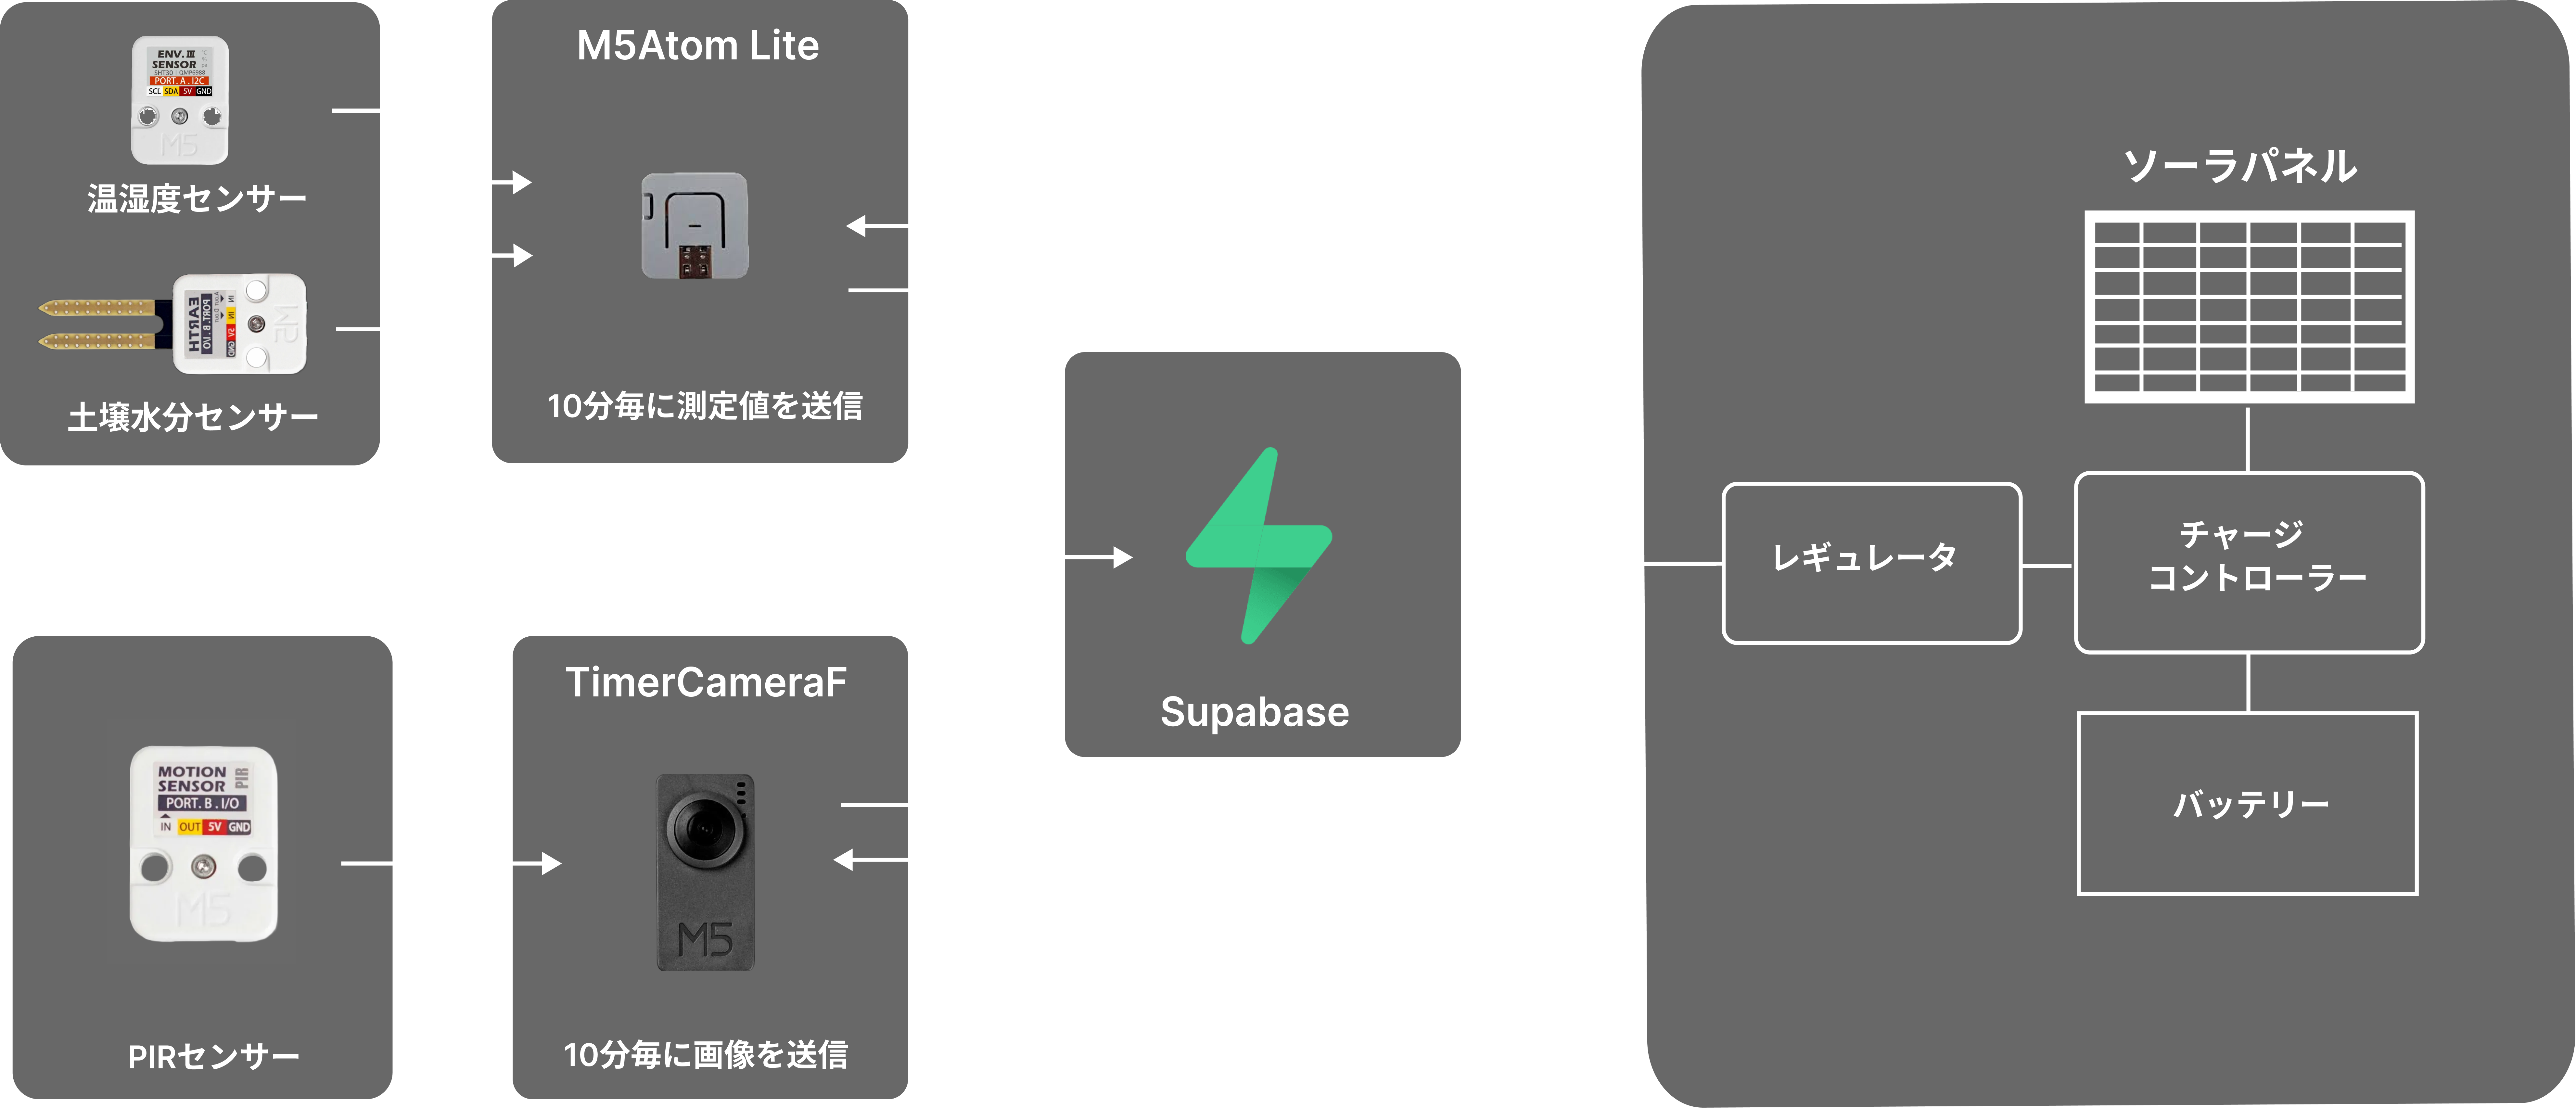 ENV. III
SENSOR
SHT30 | QMP6988
PORT. A . I2C
SCL SDA 5V GND
M5
温湿度センサー
EARTH
PORT. B . I/O
IN
5V
GND
M5
土壌水分センサー
M5Atom Lite
10分毎に測定値を送信
MOTION
SENSOR
PIR
PORT. B . I/O
IN OUT 5V GND
M5
PIRセンサー
TimerCameraF
M5
10分毎に画像を送信
Supabase
ソーラパネル
レギュレータ
チャージ
コントローラー
バッテリー